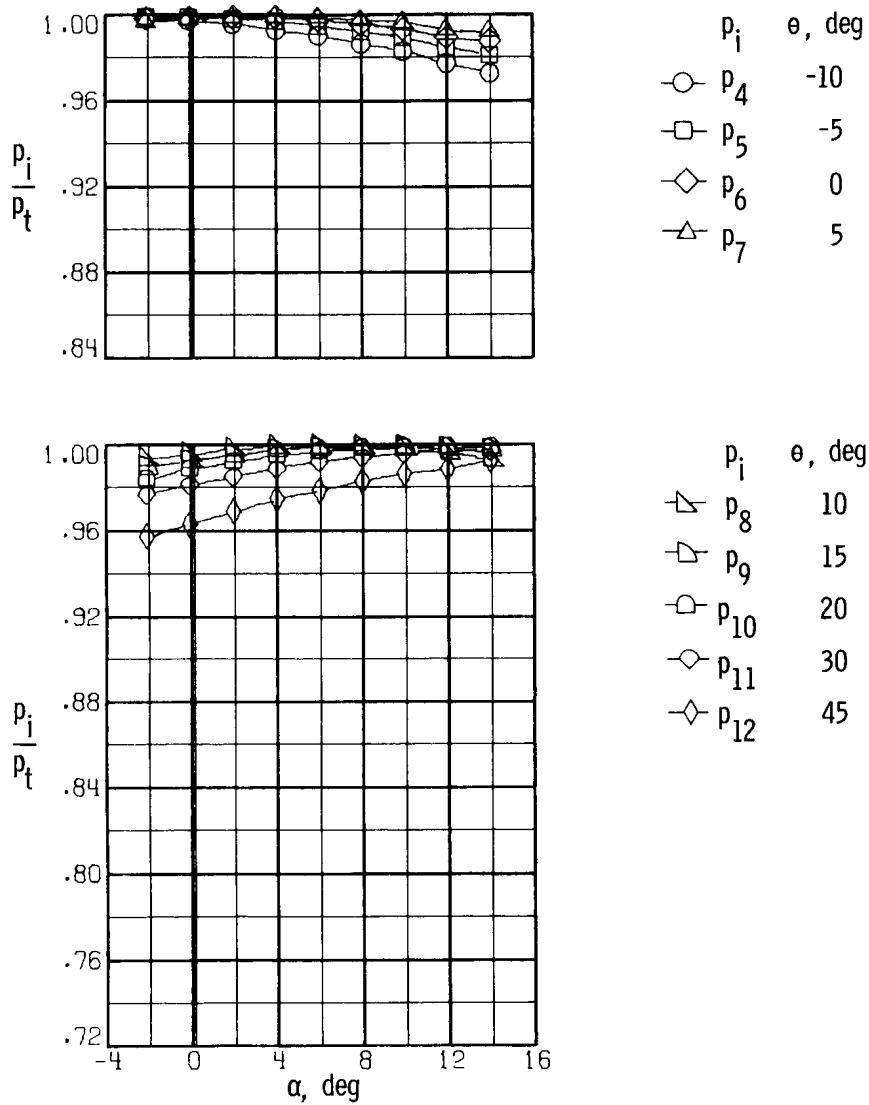 1.00
.96
.92
.88
.84
p_i
p_t
p_i θ, deg
p_4 -10
p_5 -5
p_6 0
p_7 5
1.00
.96
.92
.88
.84
.80
.76
.72
p_i
p_t
-4 0 4 8 12 16
α, deg
p_i θ, deg
p_8 10
p_9 15
p_10 20
p_11 30
p_12 45